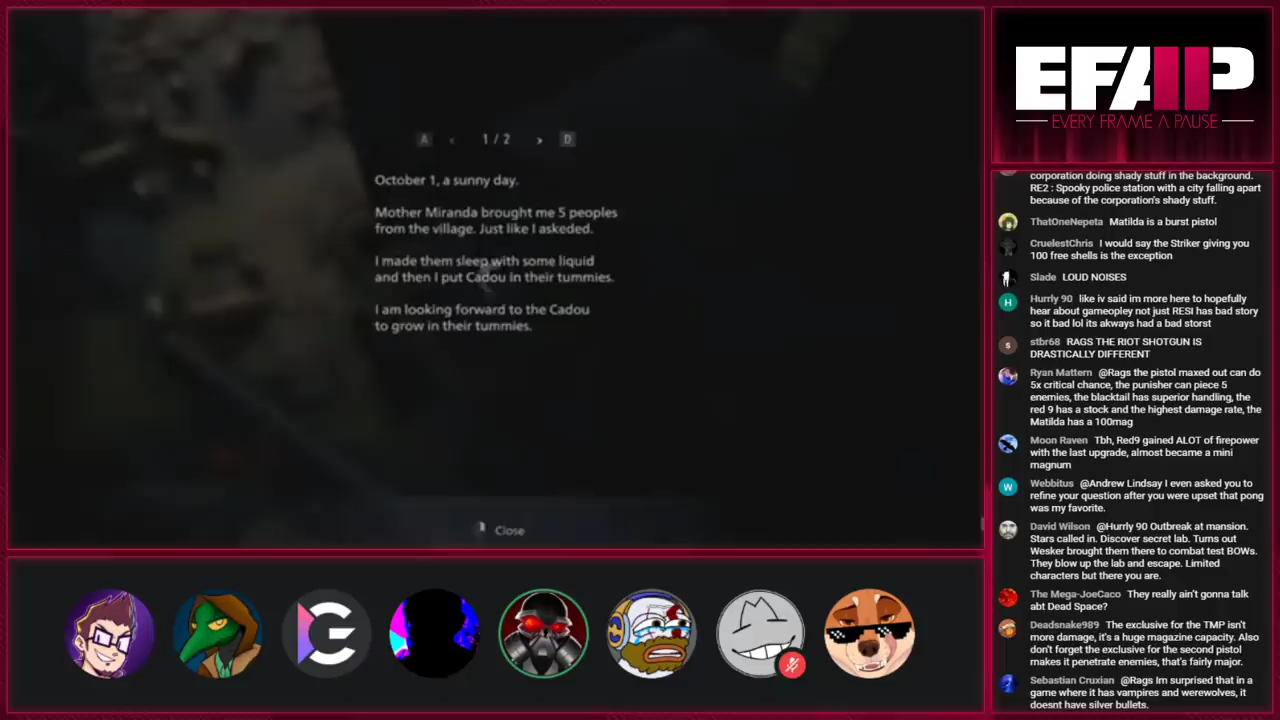 A < 1 / 2 > D
October 1, a sunny day.
Mother Miranda brought me 5 peoples
from the village. Just like I askeded.
I made them sleep with some liquid
and then I put Cadou in their tummies.
I am looking forward to the Cadou
to grow in their tummies.
Close
EFAP
EVERY FRAME A PAUSE
corporation doing shady stuff in the background.
RE2 : Spooky police station with a city falling apart
because of the corporation's shady stuff.
ThatOneNepeta Matilda is a burst pistol
CruelestChris I would say the Striker giving you
100 free shells is the exception
Slade LOUD NOISES
Hurrly 90 like iv said im more here to hopefully
hear about gameopley not just RESI has bad story
so it bad lol its akways had a bad storst
stbr68 RAGS THE RIOT SHOTGUN IS
DRASTICALLY DIFFERENT
Ryan Mattern @Rags the pistol maxed out can do
5x critical chance, the punisher can piece 5
enemies, the blacktail has superior handling, the
red 9 has a stock and the highest damage rate, the
Matilda has a 100mag
Moon Raven Tbh, Red9 gained ALOT of firepower
with the last upgrade, almost became a mini
magnum
Webbitus @Andrew Lindsay I even asked you to
refine your question after you were upset that pong
was my favorite.
David Wilson @Hurrly 90 Outbreak at mansion.
Stars called in. Discover secret lab. Turns out
Wesker brought them there to combat test BOWs.
They blow up the lab and escape. Limited
characters but there you are.
The Mega-JoeCaco They really ain't gonna talk
abt Dead Space?
Deadsnake989 The exclusive for the TMP isn't
more damage, it's a huge magazine capacity. Also
don't forget the exclusive for the second pistol
makes it penetrate enemies, that's fairly major.
Sebastian Cruxian @Rags Im surprised that in a
game where it has vampires and werewolves, it
doesnt have silver bullets.
H
s
W
G